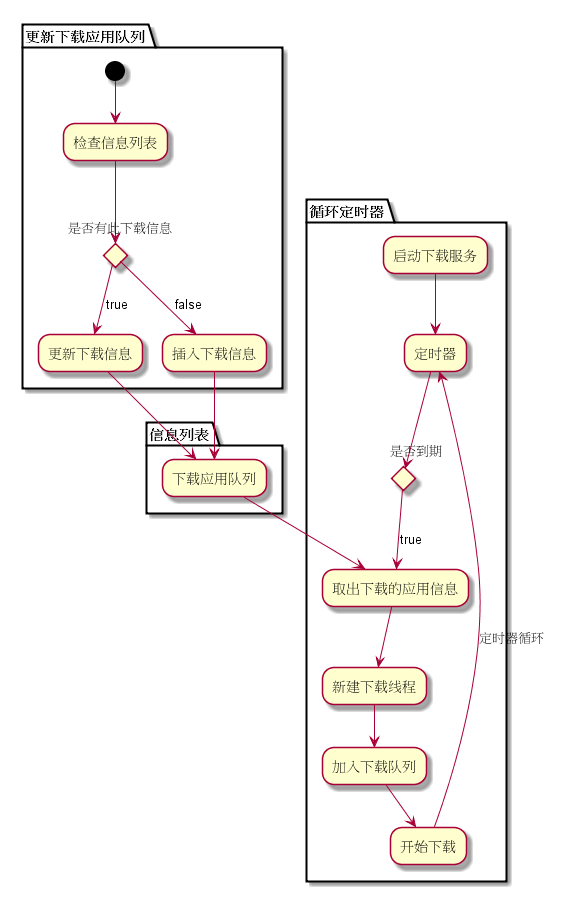 更新下载应用队列
检查信息列表
是否有此下载信息
true
false
更新下载信息
插入下载信息
信息列表
下载应用队列
循环定时器
启动下载服务
定时器
是否到期
true
取出下载的应用信息
定时器循环
新建下载线程
加入下载队列
开始下载